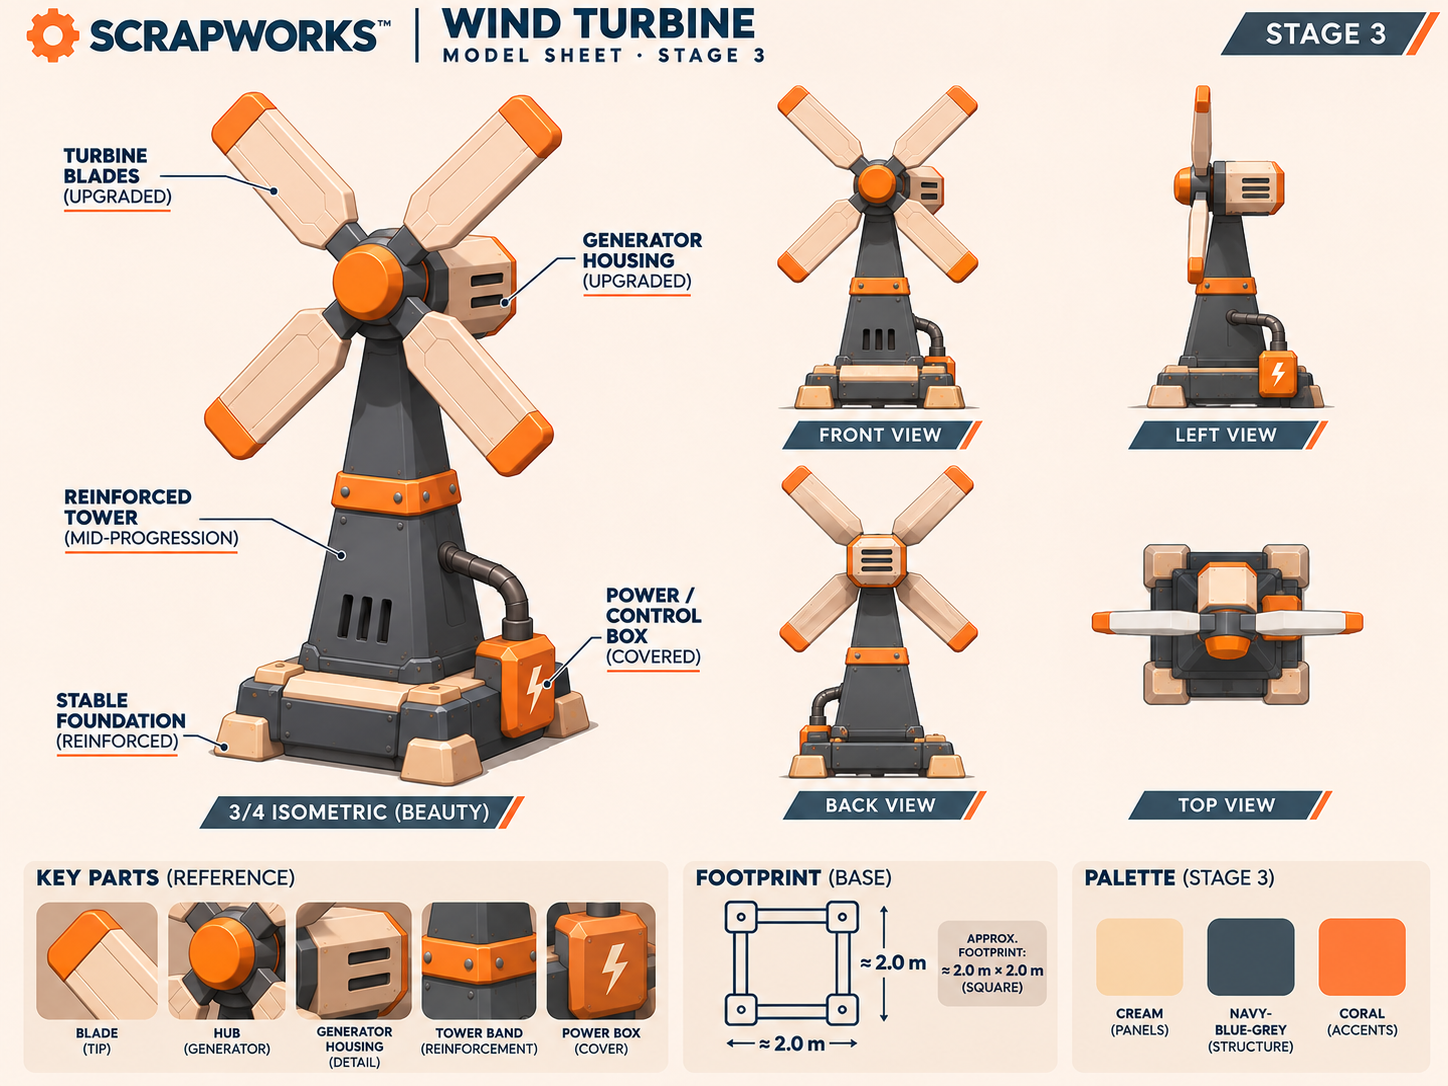 SCRAPWORKS™
WIND TURBINE
MODEL SHEET · STAGE 3
STAGE 3
TURBINE
BLADES
(UPGRADED)
GENERATOR
HOUSING
(UPGRADED)
REINFORCED
TOWER
(MID-PROGRESSION)
POWER /
CONTROL
BOX
(COVERED)
STABLE
FOUNDATION
(REINFORCED)
3/4 ISOMETRIC (BEAUTY)
FRONT VIEW
LEFT VIEW
BACK VIEW
TOP VIEW
KEY PARTS (REFERENCE)
BLADE
(TIP)
HUB
(GENERATOR)
GENERATOR
HOUSING
(DETAIL)
TOWER BAND
(REINFORCEMENT)
POWER BOX
(COVER)
FOOTPRINT (BASE)
≈ 2.0 m
≈ 2.0 m
APPROX.
FOOTPRINT:
≈ 2.0 m × 2.0 m
(SQUARE)
PALETTE (STAGE 3)
CREAM
(PANELS)
NAVY-
BLUE-GREY
(STRUCTURE)
CORAL
(ACCENTS)